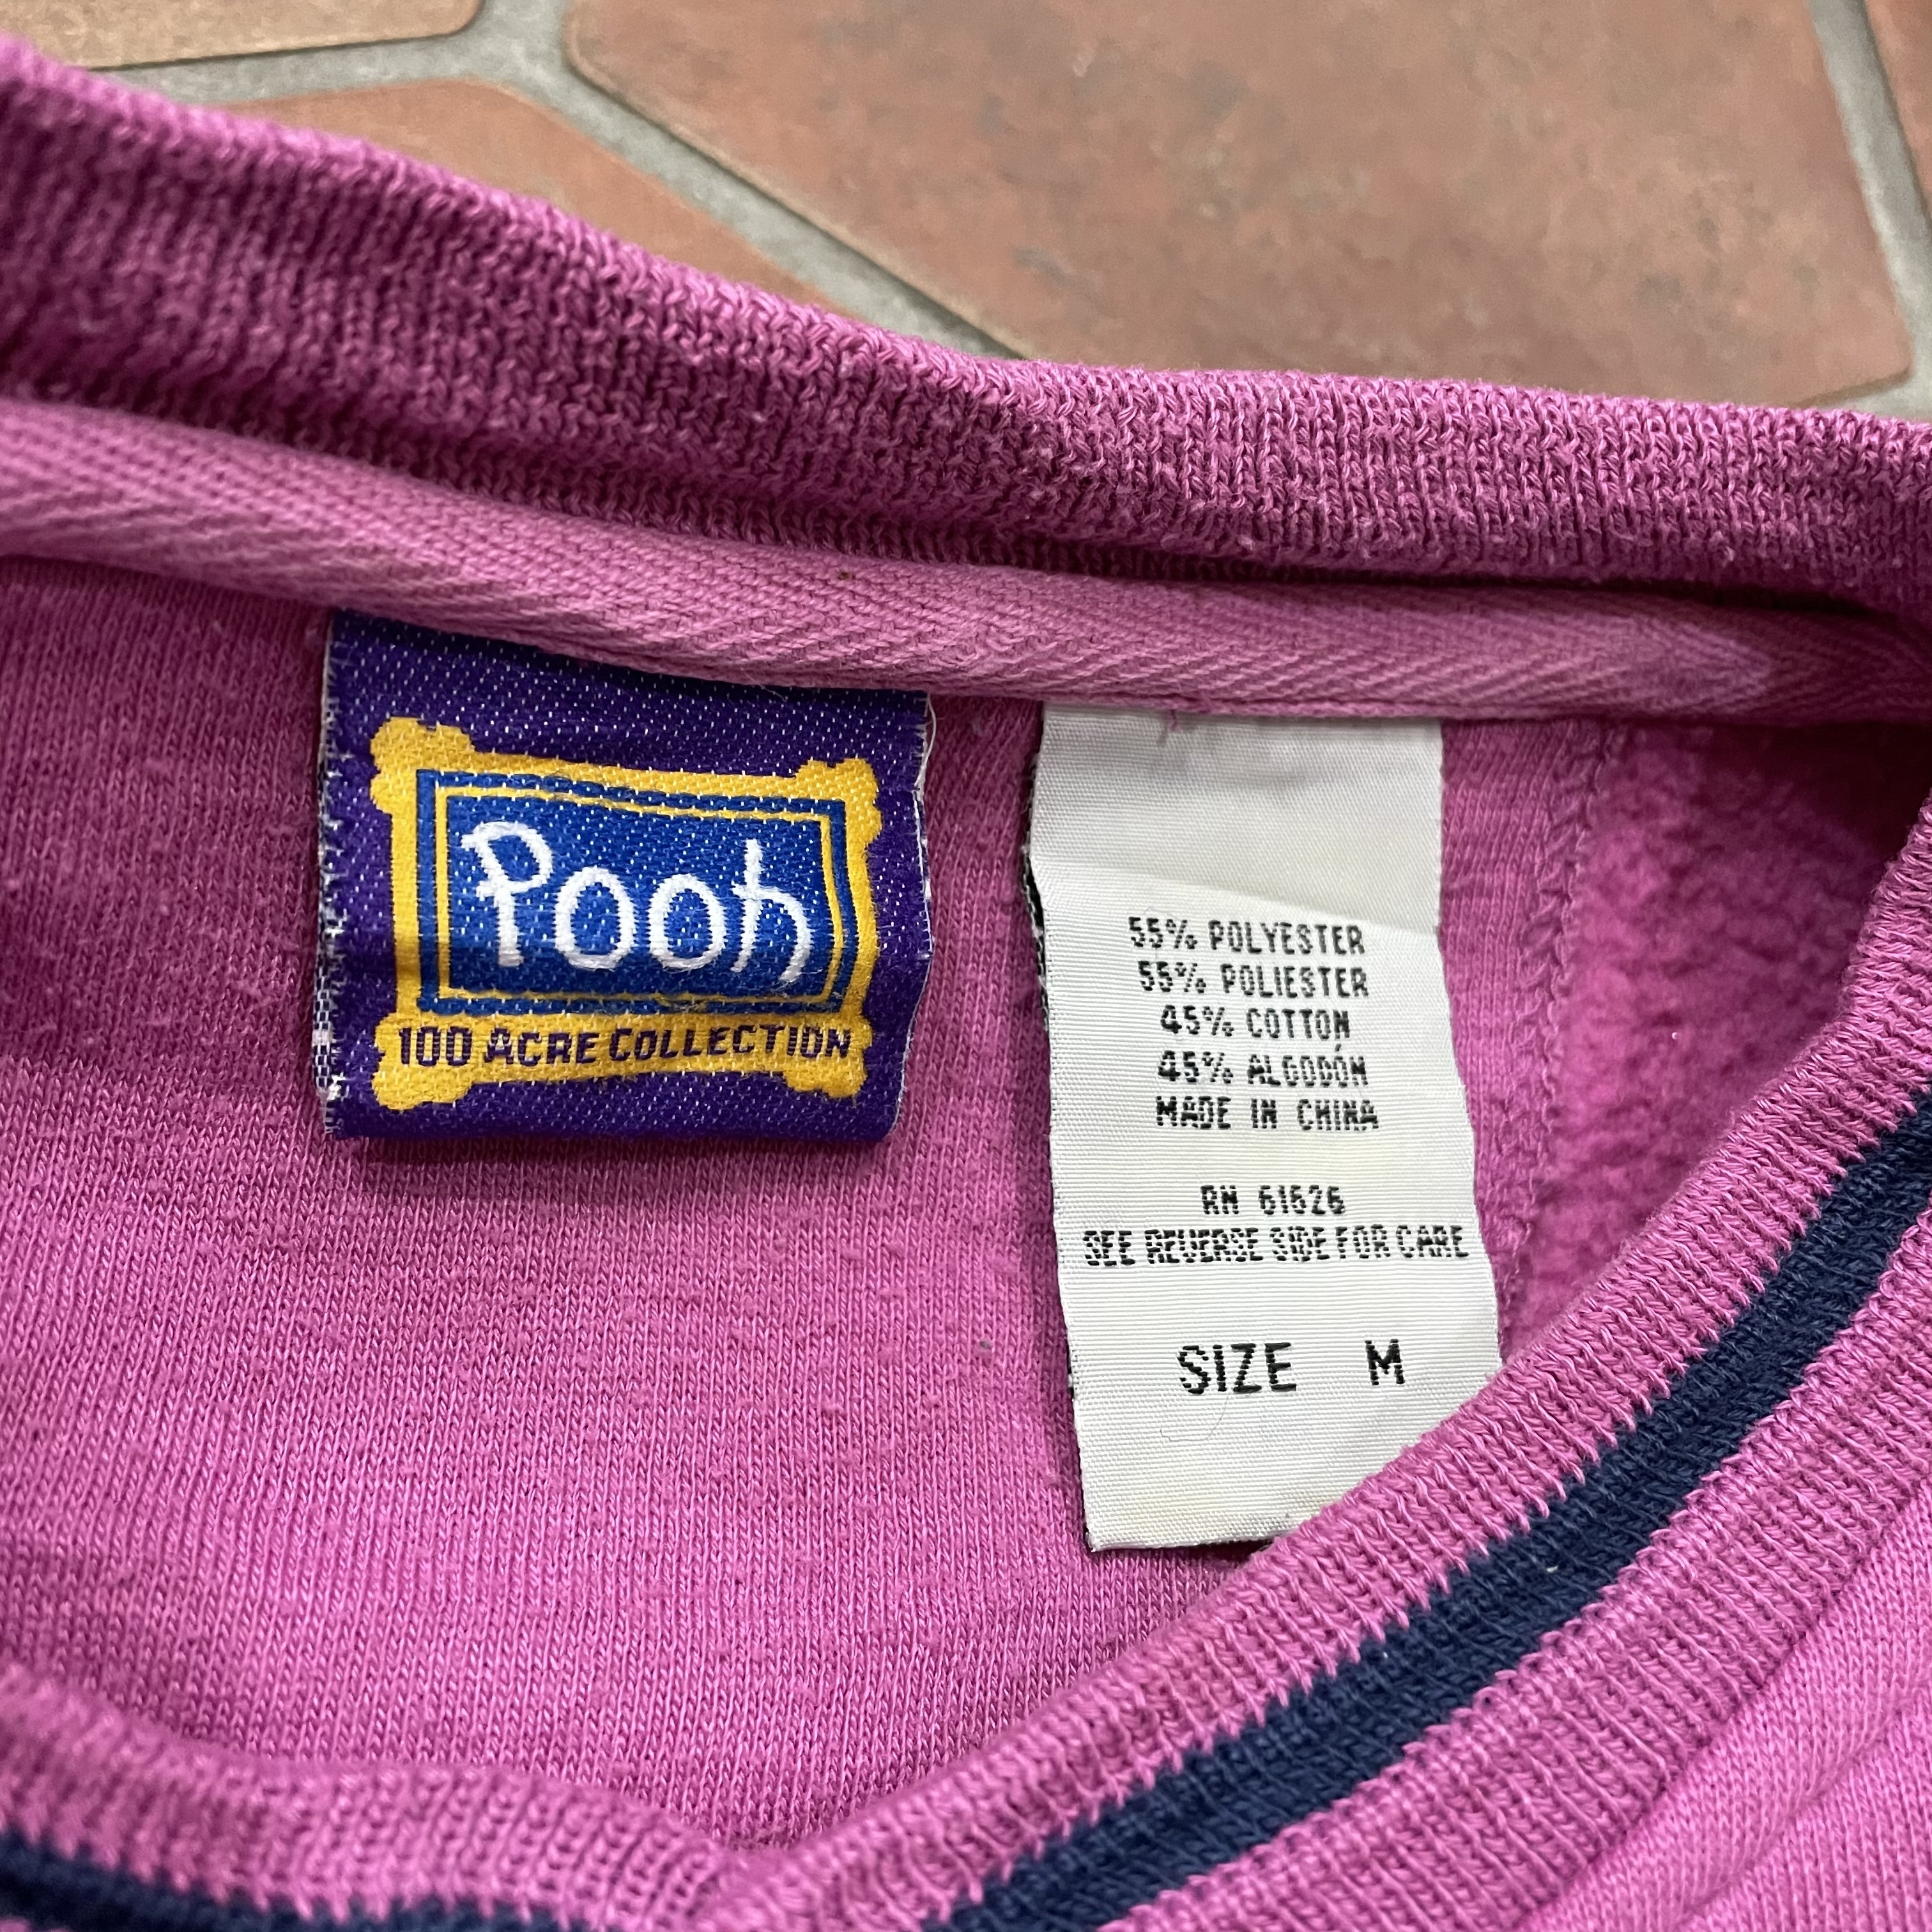 Pooh
100 ACRE COLLECTION
55% POLYESTER
55% POLIESTER
45% COTTON
45% ALGODÓN
MADE IN CHINA
RN 61626
SEE REVERSE SIDE FOR CARE
SIZE M